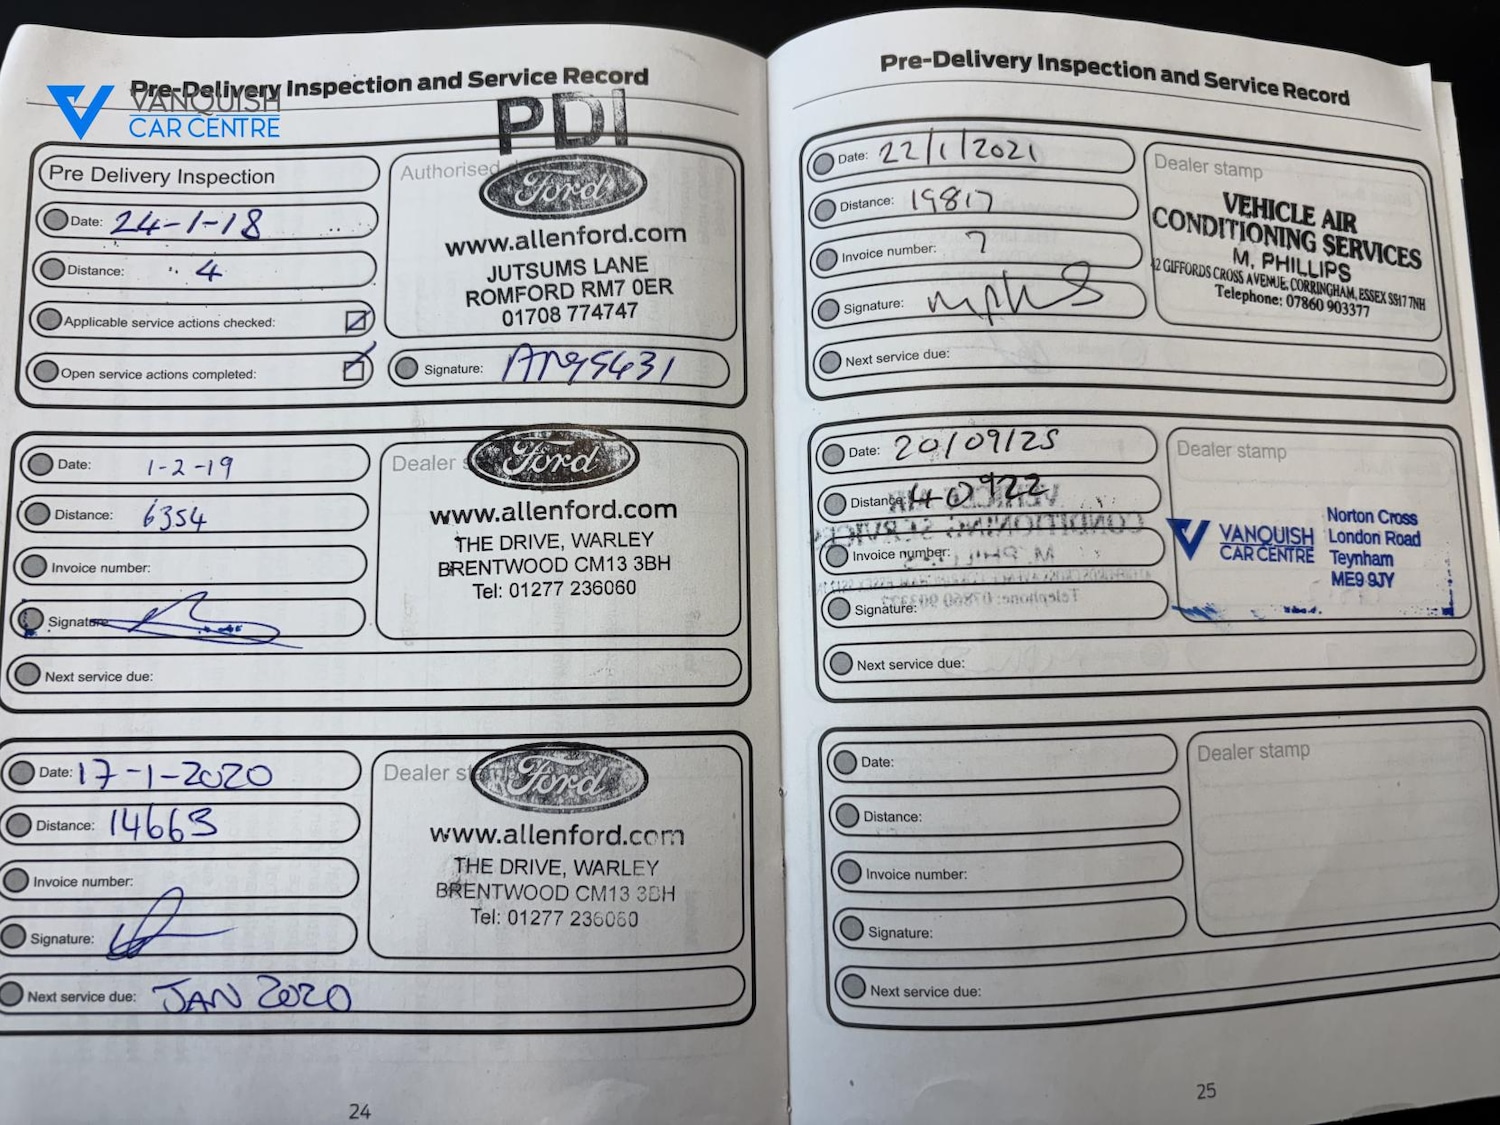 Pre-Delivery Inspection and Service Record
VANQUISH
CAR CENTRE
PDI
Pre Delivery Inspection
Date: 24-1-18
Distance: 4
Applicable service actions checked:
Open service actions completed:
Authorised
Ford
www.allenford.com
JUTSUMS LANE
ROMFORD RM7 0ER
01708 774747
Signature:
Date: 1-2-19
Distance: 6354
Invoice number:
Signature:
Next service due:
Dealer
Ford
www.allenford.com
THE DRIVE, WARLEY
BRENTWOOD CM13 3BH
Tel: 01277 236060
Date: 17-1-2020
Distance: 14663
Invoice number:
Signature:
Next service due: JAN 2020
Dealer
Ford
www.allenford.com
THE DRIVE, WARLEY
BRENTWOOD CM13 3BH
Tel: 01277 236060
24
Pre-Delivery Inspection and Service Record
Date: 22/1/2021
Distance: 19817
Invoice number: 7
Signature:
Next service due:
Dealer stamp
VEHICLE AIR
CONDITIONING SERVICES
M. PHILLIPS
42 GIFFORDS CROSS AVENUE, CORRINGHAM, ESSEX SS17 7NH
Telephone: 07860 903377
Date: 20/09/25
Distance: 40922
Invoice number:
Signature:
Next service due:
Dealer stamp
VANQUISH
CAR CENTRE
Norton Cross
London Road
Teynham
ME9 9JY
Date:
Distance:
Invoice number:
Signature:
Next service due:
Dealer stamp
25